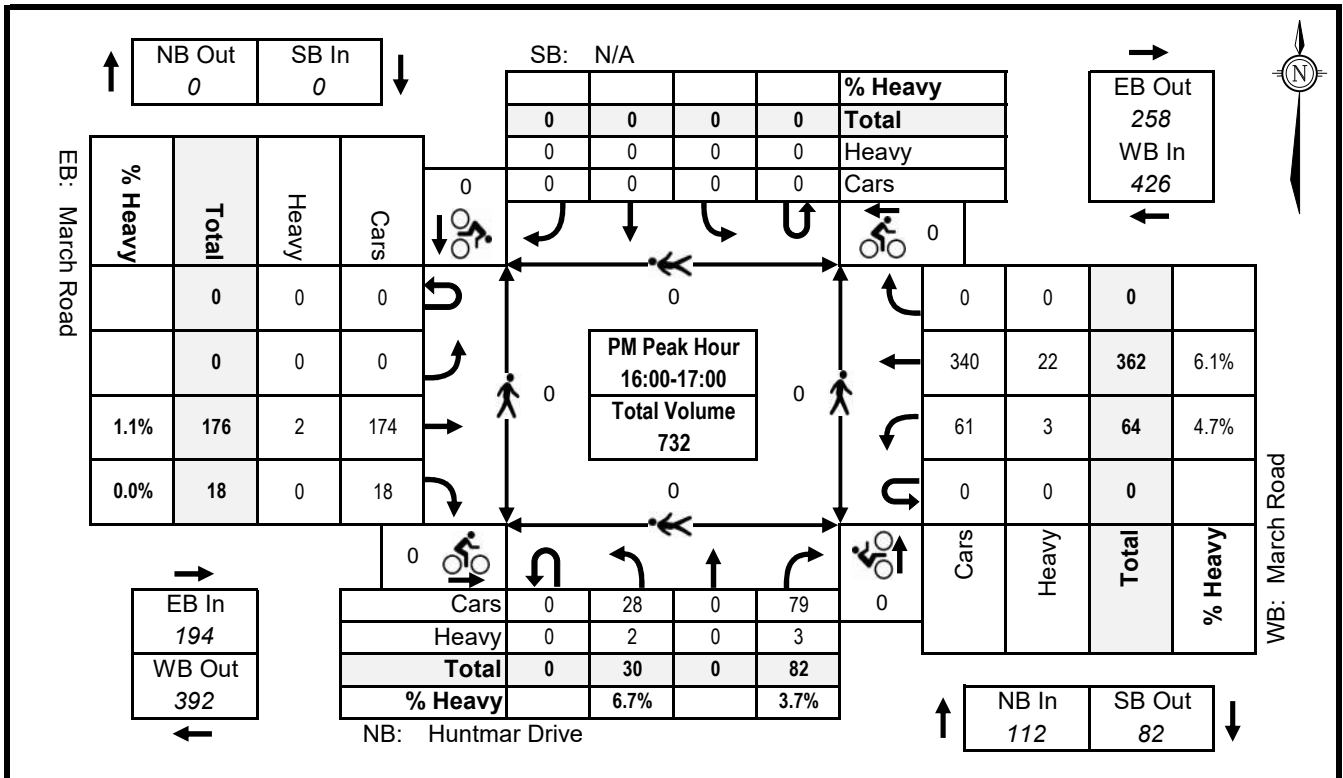 NB Out SB In
0 0
SB: N/A
EB Out
258
WB In
426
N
% Heavy
0 0 0 0 Total
0 0 0 0 Heavy
0 0 0 0 Cars
EB: March Road
% Heavy Total Heavy Cars
0
0
0 0 0
0 0 0
1.1% 176 2 174
0.0% 18 0 18
0
0
PM Peak Hour
16:00-17:00
Total Volume
732
0
0
0 0 0
340 22 362 6.1%
61 3 64 4.7%
0 0 0
Cars Heavy Total % Heavy
WB: March Road
0
0
Cars 0 28 0 79
Heavy 0 2 0 3
Total 0 30 0 82
% Heavy 6.7% 3.7%
NB: Huntmar Drive
EB In
194
WB Out
392
NB In SB Out
112 82